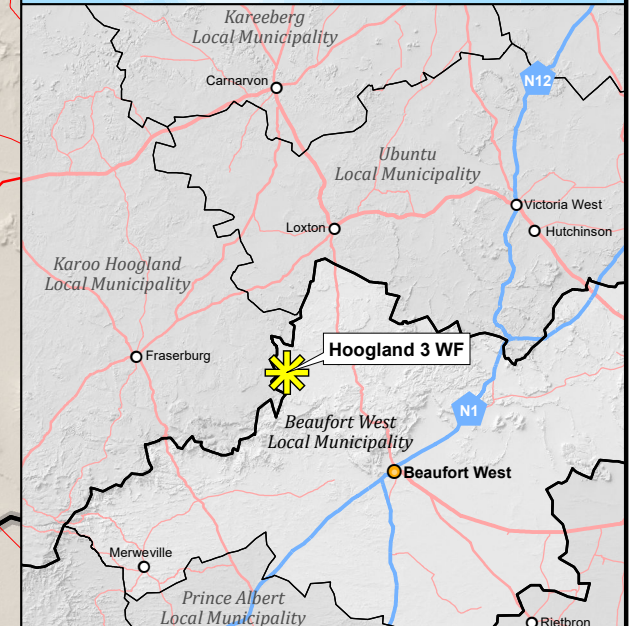 Kareeberg
Local Municipality
Carnarvon
N12
Ubuntu
Local Municipality
Victoria West
Loxton
Hutchinson
Karoo Hoogland
Local Municipality
Hoogland 3 WF
Fraserburg
N1
Beaufort West
Local Municipality
Beaufort West
Merweville
Prince Albert
Local Municipality
Rietbron